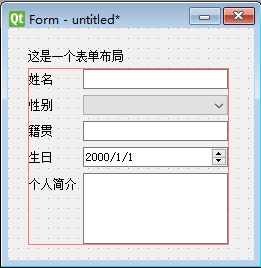 Form - untitled*
这是一个表单布局
姓名
性别
籍贯
生日 2000/1/1
个人简介